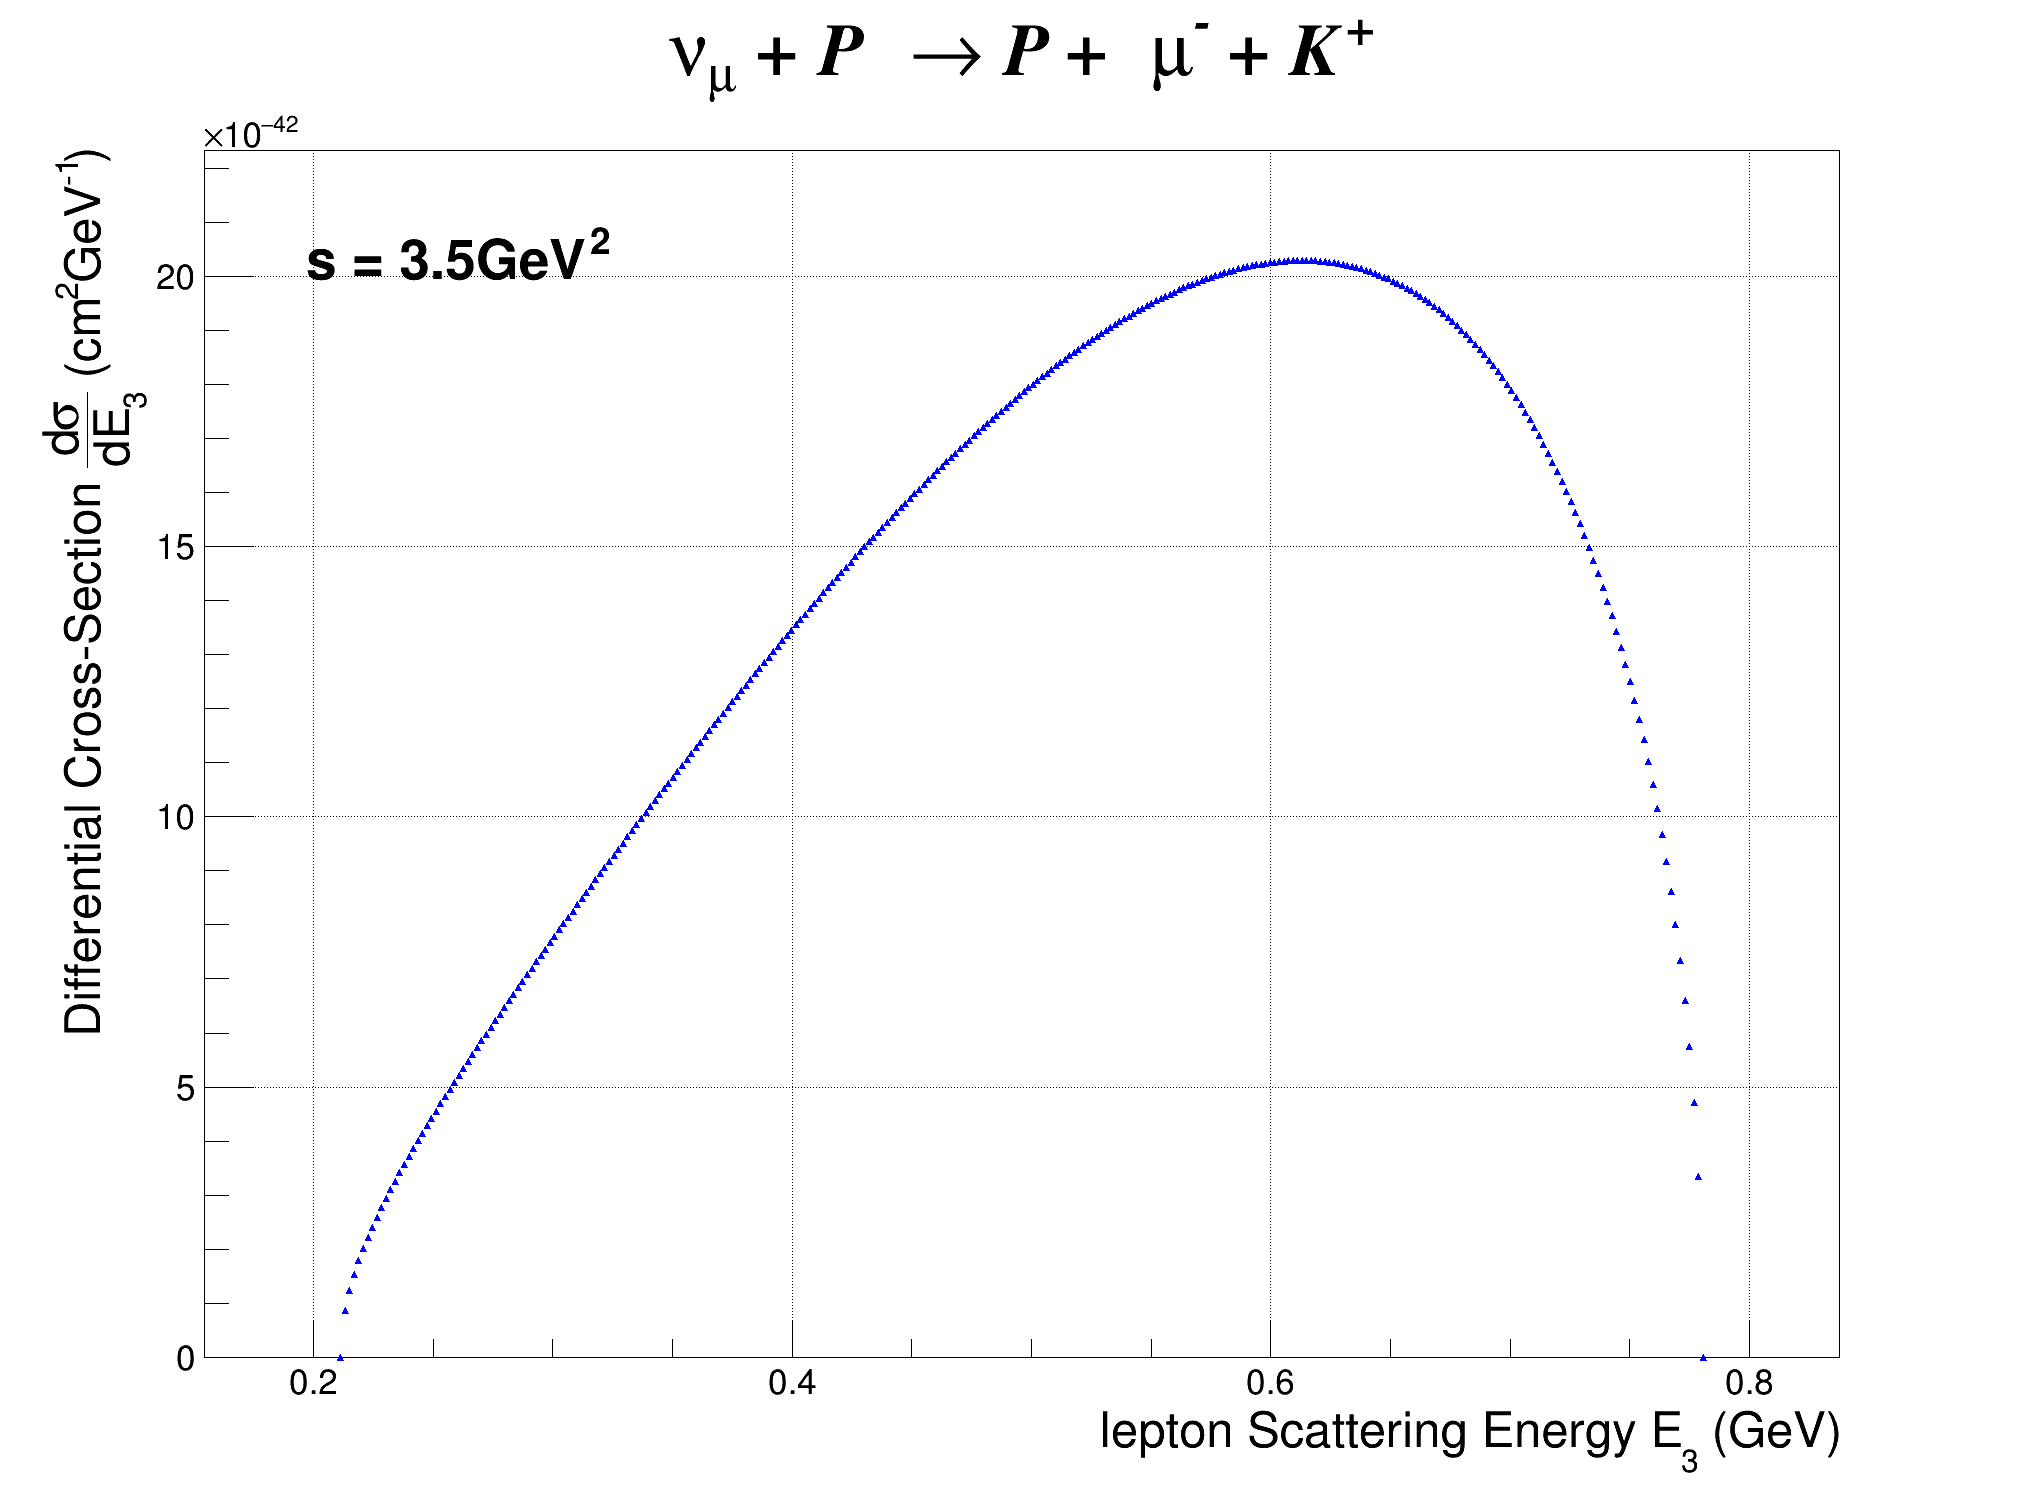 ν_μ + P → P + μ⁻ + K⁺
×10⁻⁴²
s = 3.5GeV²
Differential Cross-Section dσ/dE₃ (cm²GeV⁻¹)
20
15
10
5
0
0.2 0.4 0.6 0.8
lepton Scattering Energy E₃ (GeV)